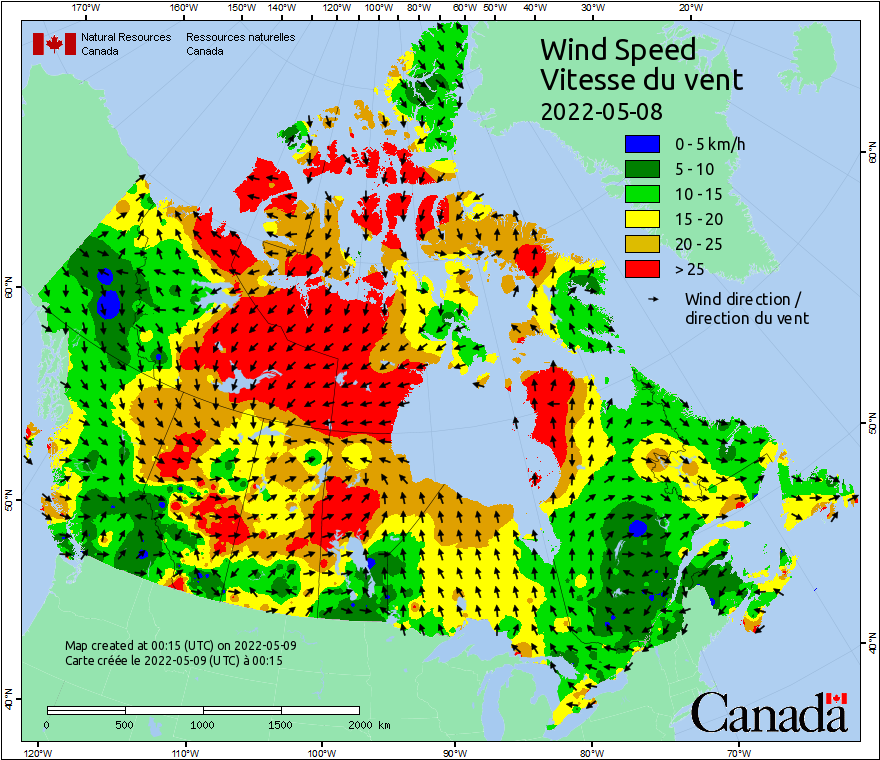 170°W 160°W 150°W 140°W 130°W 120°W 110°W 100°W 80°W 60°W 50°W 40°W 30°W 20°W
Natural Resources
Canada
Ressources naturelles
Canada
Wind Speed
Vitesse du vent
2022-05-08
0 - 5 km/h
5 - 10
10 - 15
15 - 20
20 - 25
> 25
Wind direction /
direction du vent
60°N
50°N
40°N
60°N
50°N
40°N
Map created at 00:15 (UTC) on 2022-05-09
Carte créée le 2022-05-09 (UTC) à 00:15
0 500 1000 1500 2000 km
Canada
120°W 110°W 100°W 90°W 80°W 70°W